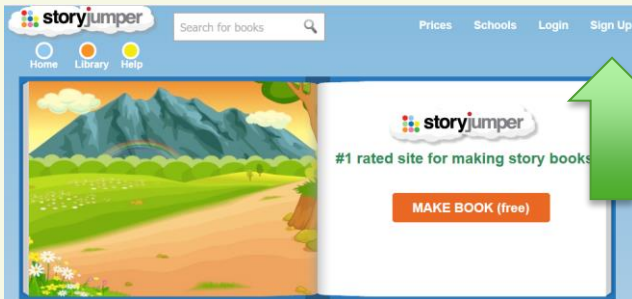 storyjumper
Search for books
Prices Schools Login Sign Up
Home Library Help
storyjumper
#1 rated site for making story books
MAKE BOOK (free)